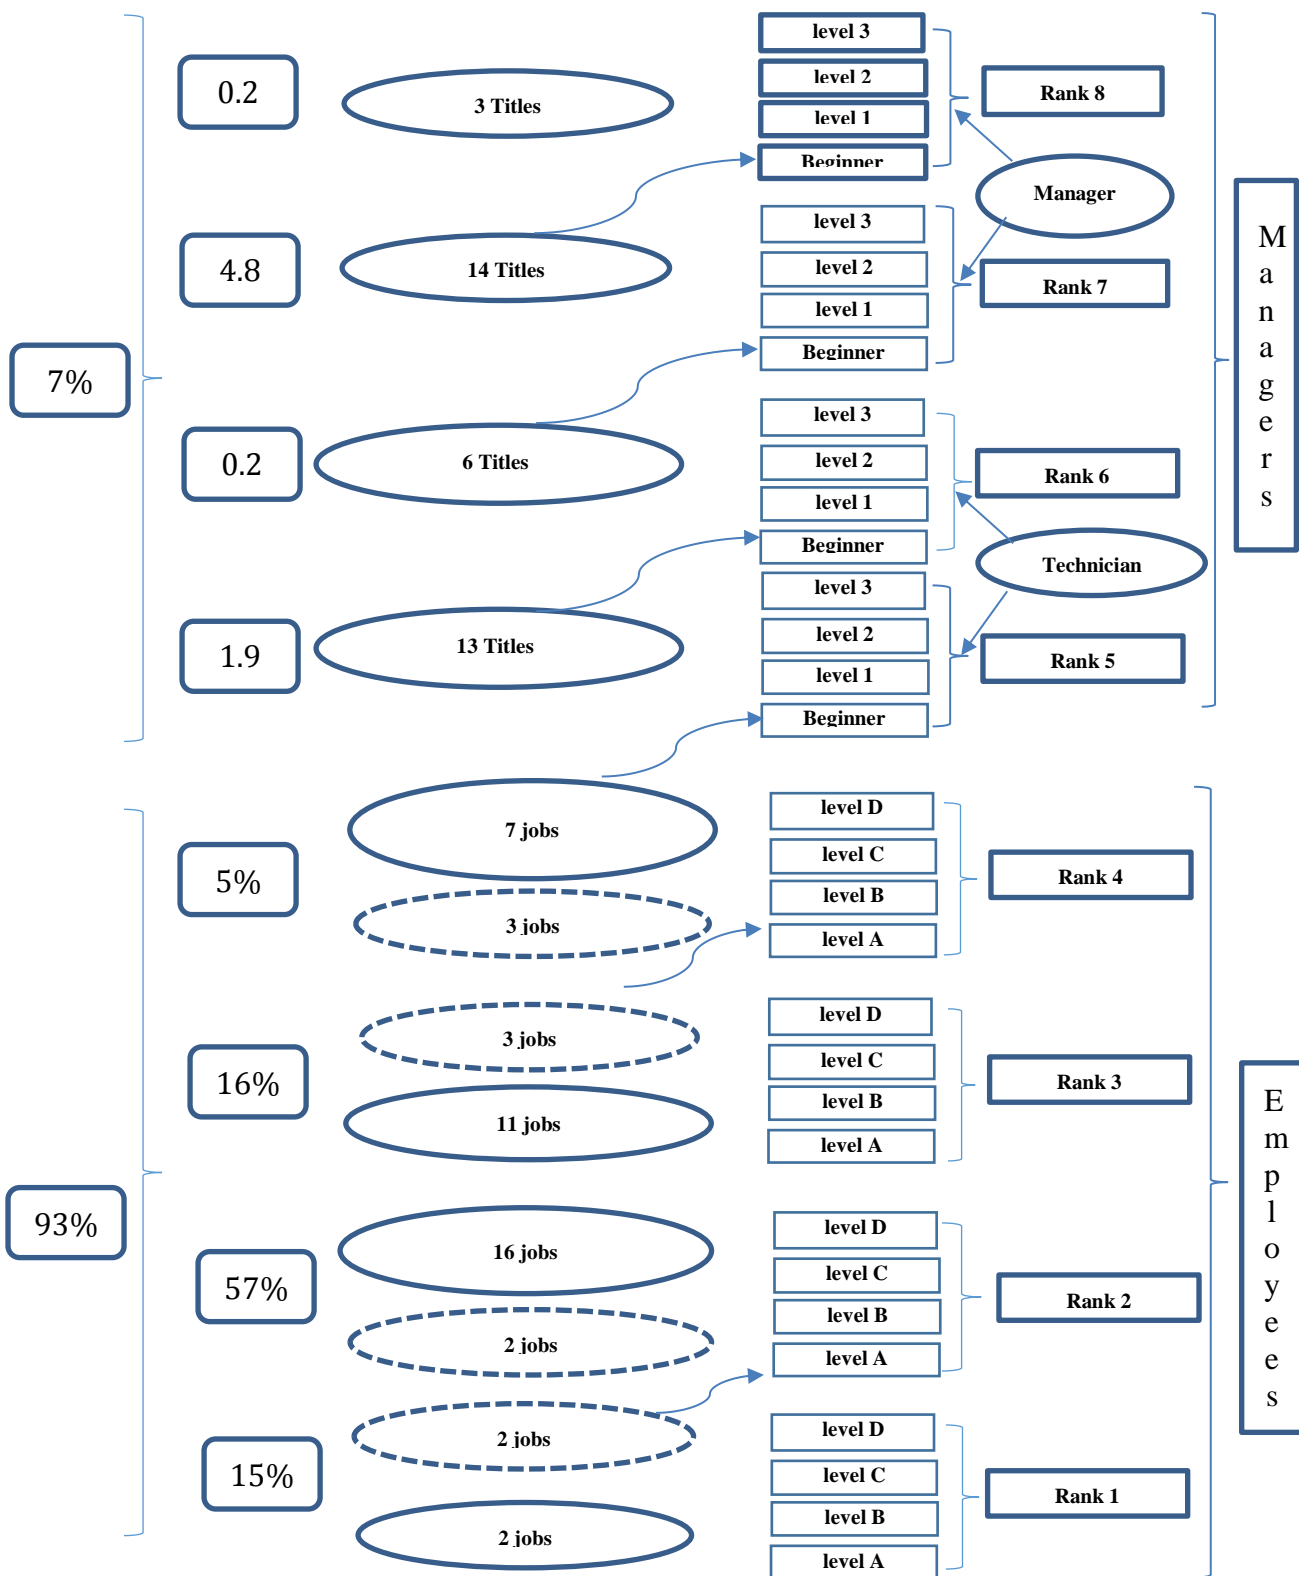 level 3
0.2
3 Titles
level 2
Rank 8
level 1
Beginner
Manager
level 3
4.8
14 Titles
level 2
Rank 7
level 1
Beginner
7%
Managers
level 3
0.2
6 Titles
level 2
Rank 6
level 1
Beginner
Technician
level 3
1.9
13 Titles
level 2
Rank 5
level 1
Beginner
7 jobs
level D
5%
level C
Rank 4
level B
3 jobs
level A
3 jobs
level D
16%
level C
Rank 3
level B
11 jobs
level A
93%
Employees
16 jobs
level D
57%
level C
Rank 2
level B
2 jobs
level A
2 jobs
level D
15%
level C
Rank 1
level B
2 jobs
level A